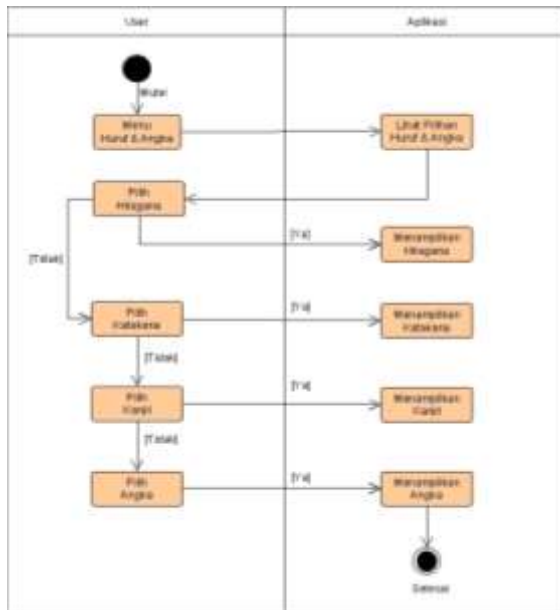 User
Aplikasi
Mulai
Menu
Huruf & Angka
Lihat Pilihan
Huruf & Angka
Pilih
Hiragana
[Ya]
Menampilkan
Hiragana
[Tidak]
Pilih
Katakana
[Ya]
Menampilkan
Katakana
[Tidak]
Pilih
Kanji
[Ya]
Menampilkan
Kanji
[Tidak]
Pilih
Angka
[Ya]
Menampilkan
Angka
Selesai